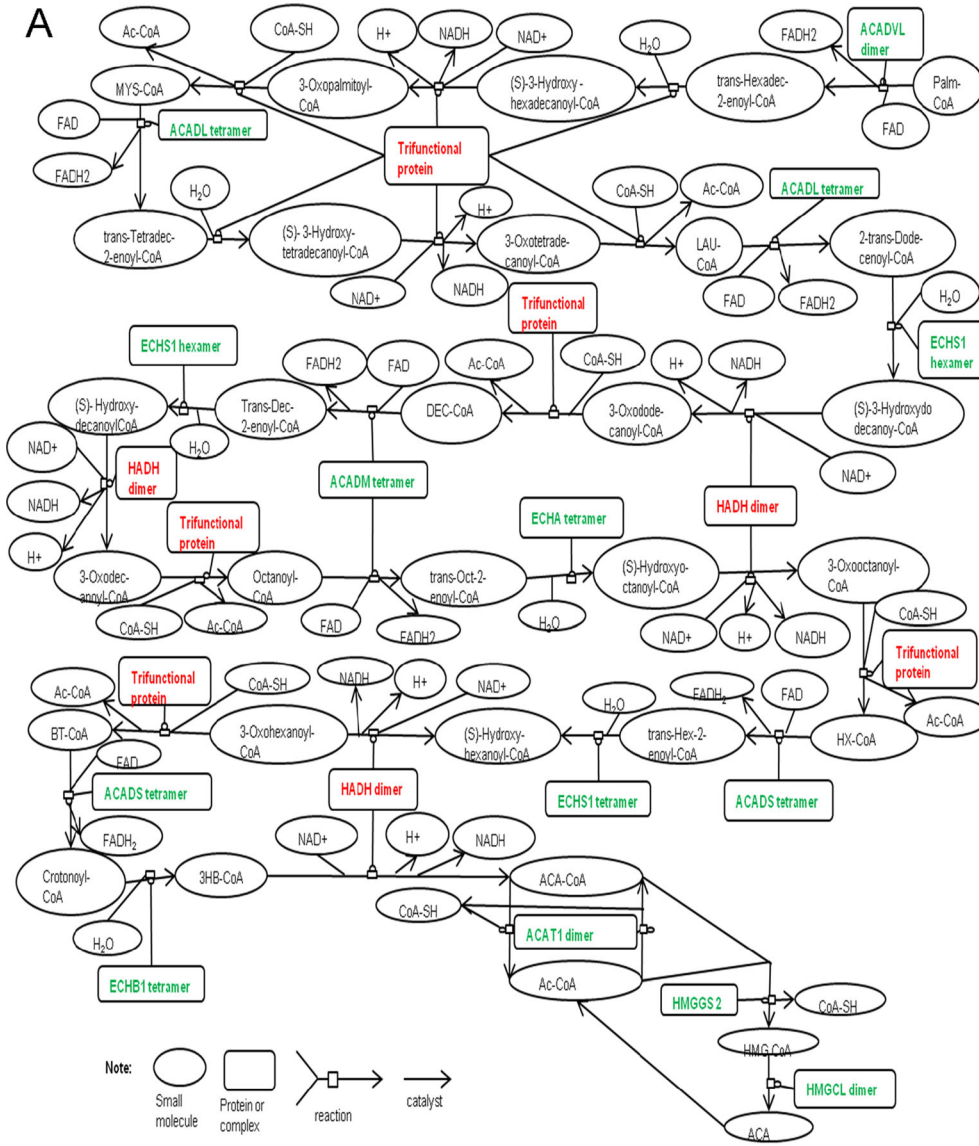 A
Ac-CoA
CoA-SH
H+
NADH
NAD+
H₂O
FADH2
ACADVL
dimer
MYS-CoA
3-Oxopalmitoyl-
CoA
(S)-3-Hydroxy-
hexadecanoyl-CoA
trans-Hexadec-
2-enoyl-CoA
Palm-
CoA
FAD
ACADL tetramer
FAD
FADH2
Trifunctional
protein
H₂O
H+
CoA-SH
Ac-CoA
ACADL tetramer
trans-Tetradec-
2-enoyl-CoA
(S)- 3-Hydroxy-
tetradecanoyl-CoA
3-Oxotetrade-
canoyl-CoA
LAU-
CoA
2-trans-Dode-
cenoyl-CoA
NAD+
NADH
FAD
FADH2
H₂O
Trifunctional
protein
ECHS1 hexamer
FADH2
FAD
Ac-CoA
CoA-SH
H+
NADH
ECHS1
hexamer
(S)- Hydroxy-
decanoylCoA
Trans-Dec-
2-enoyl-CoA
DEC-CoA
3-Oxodode-
canoyl-CoA
(S)-3-Hydroxydo
decanoy-CoA
NAD+
H₂O
HADH
dimer
ACADM tetramer
NAD+
NADH
H+
Trifunctional
protein
ECHA tetramer
HADH dimer
3-Oxodec-
anoyl-CoA
Octanoyl-
CoA
trans-Oct-2-
enoyl-CoA
(S)-Hydroxyo-
ctanoyl-CoA
3-Oxooctanoyl-
CoA
CoA-SH
CoA-SH
Ac-CoA
FAD
FADH2
H₂O
NAD+
H+
NADH
Trifunctional
protein
Trifunctional
protein
Ac-CoA
CoA-SH
NADH
H+
NAD+
H₂O
FADH₂
FAD
Ac-CoA
BT-CoA
3-Oxohexanoyl-
CoA
(S)-Hydroxy-
hexanoyl-CoA
trans-Hex-2-
enoyl-CoA
HX-CoA
FAD
ACADS tetramer
HADH dimer
ECHS1 tetramer
ACADS tetramer
FADH₂
NAD+
H+
NADH
Crotonoyl-
CoA
3HB-CoA
ACA-CoA
CoA-SH
H₂O
ACAT1 dimer
ECHB1 tetramer
Ac-CoA
HMGGS 2
CoA-SH
HMG CoA
HMGCL dimer
ACA
Note:
Small
molecule
Protein or
complex
reaction
catalyst